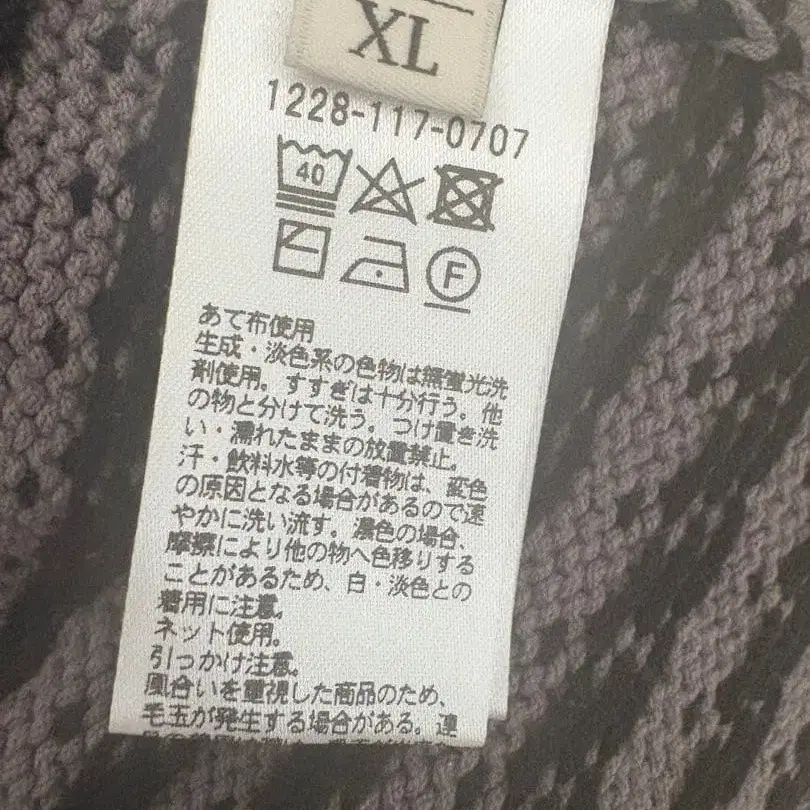 XL
1228-117-0707
40
F
あて布使用
生成・淡色系の色物は無蛍光洗
剤使用。すすぎは十分行う。他
の物と分けて洗う。つけ置き洗
い・濡れたままの放置禁止。
汗・飲料水等の付着物は、変色
の原因となる場合があるので速
やかに洗い流す。濃色の場合、
摩擦により他の物へ色移りする
ことがあるため、白・淡色との
着用に注意。
ネット使用。
引っかけ注意。
風合いを重視した商品のため、
毛玉が発生する場合がある。連